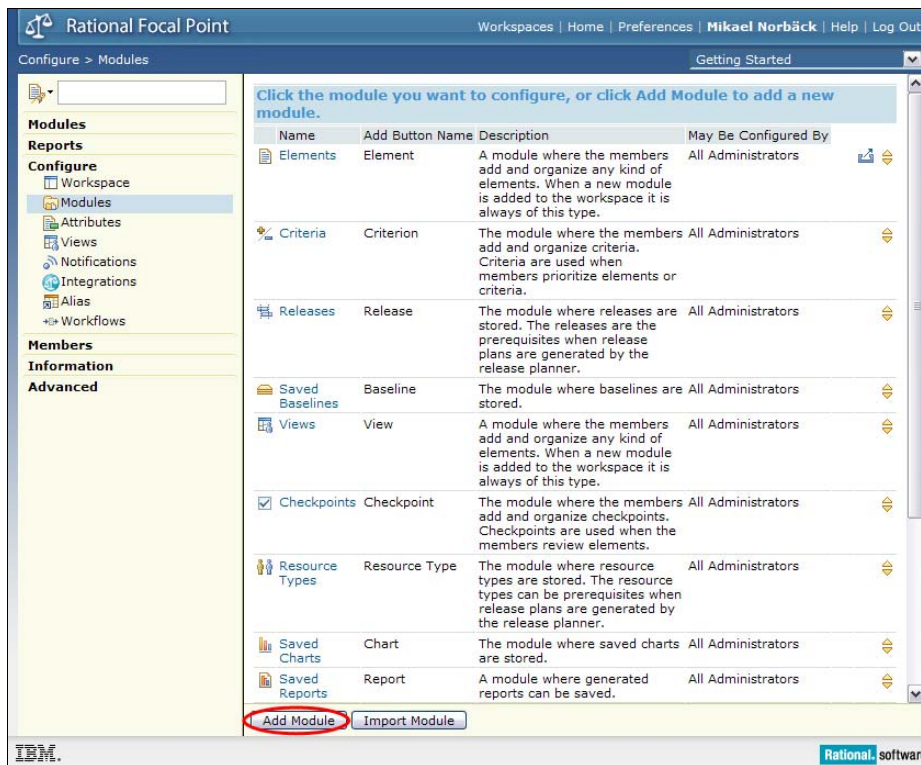 Rational Focal Point
Workspaces | Home | Preferences | Mikael Norbäck | Help | Log Out
Configure > Modules
Getting Started
Modules
Reports
Configure
Workspace
Modules
Attributes
Views
Notifications
Integrations
Alias
Workflows
Members
Information
Advanced
Click the module you want to configure, or click Add Module to add a new
module.
Name Add Button Name Description May Be Configured By
Elements Element A module where the members All Administrators
add and organize any kind of
elements. When a new module
is added to the workspace it is
always of this type.
Criteria Criterion The module where the members All Administrators
add and organize criteria.
Criteria are used when
members prioritize elements or
criteria.
Releases Release The module where releases are All Administrators
stored. The releases are the
prerequisites when release
plans are generated by the
release planner.
Saved Baseline The module where baselines are All Administrators
Baselines stored.
Views View A module where the members All Administrators
add and organize any kind of
elements. When a new module
is added to the workspace it is
always of this type.
Checkpoints Checkpoint The module where the members All Administrators
add and organize checkpoints.
Checkpoints are used when the
members review elements.
Resource Resource Type The module where resource All Administrators
Types types are stored. The resource
types can be prerequisites when
release plans are generated by
the release planner.
Saved Chart The module where saved charts All Administrators
Charts are stored.
Saved Report A module where generated All Administrators
Reports reports can be saved.
Add Module Import Module
IBM. Rational. softwar